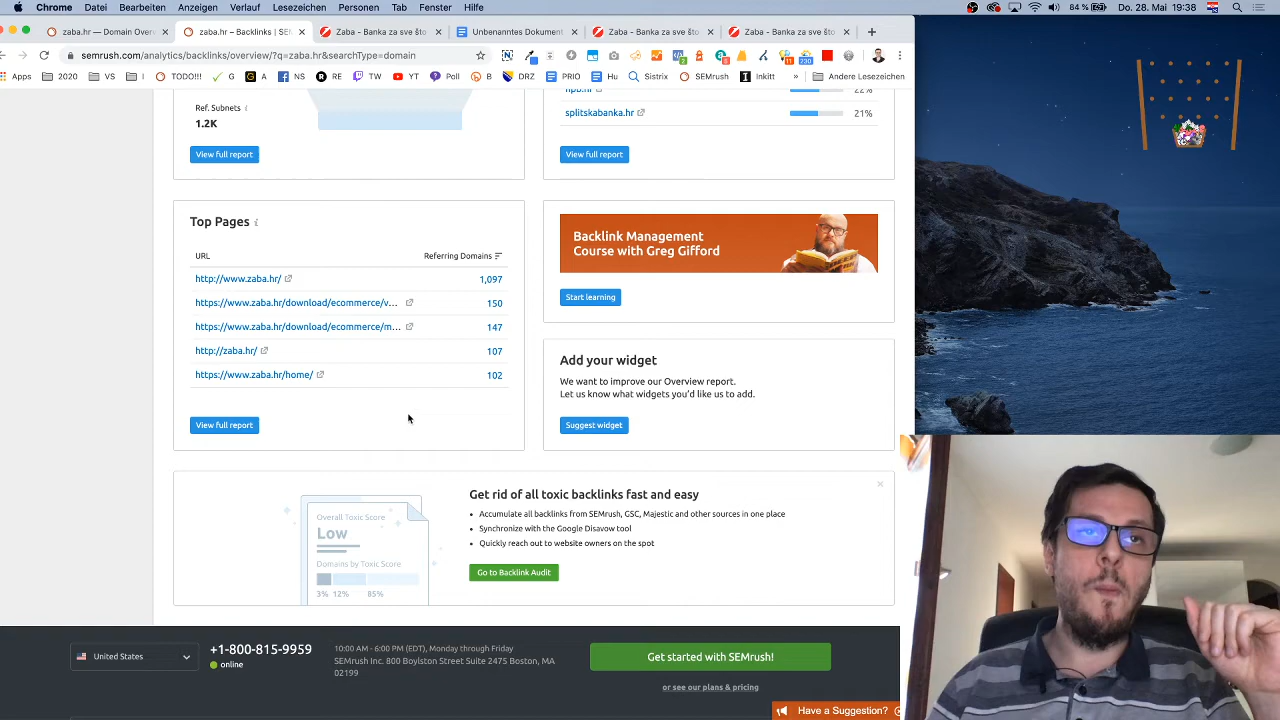 Chrome Datei Bearbeiten Anzeigen Verlauf Lesezeichen Personen Tab Fenster Hilfe
84 % Do. 28. Mai 19:38
zaba.hr — Domain Over
zaba.hr – Backlinks | SEM
Zaba - Banka za sve što
Unbenanntes Dokument
Zaba - Banka za sve što
Zaba - Banka za sve što
semrush.com/analytics/backlinks/overview/?q=zaba.hr&searchType=domain
Apps 2020 VS I TODO!!! G A NS RE TW YT Poll DRZ PRIO Hu Sistrix SEMrush Inkitt » Andere Lesezeichen
Ref. Subnets
1.2K
View full report
22%
splitskabanka.hr 21%
View full report
Top Pages
URL Referring Domains
http://www.zaba.hr/ 1,097
https://www.zaba.hr/download/ecommerce/v... 150
https://www.zaba.hr/download/ecommerce/m... 147
http://zaba.hr/ 107
https://www.zaba.hr/home/ 102
View full report
Backlink Management
Course with Greg Gifford
Start learning
Add your widget
We want to improve our Overview report.
Let us know what widgets you'd like us to add.
Suggest widget
Overall Toxic Score
Low
Domains by Toxic Score
3% 12% 85%
Get rid of all toxic backlinks fast and easy
• Accumulate all backlinks from SEMrush, GSC, Majestic and other sources in one place
• Synchronize with the Google Disavow tool
• Quickly reach out to website owners on the spot
Go to Backlink Audit
United States
+1-800-815-9959
online
10:00 AM - 6:00 PM (EDT), Monday through Friday
SEMrush Inc. 800 Boylston Street Suite 2475 Boston, MA
02199
Get started with SEMrush!
or see our plans & pricing
Have a Suggestion?